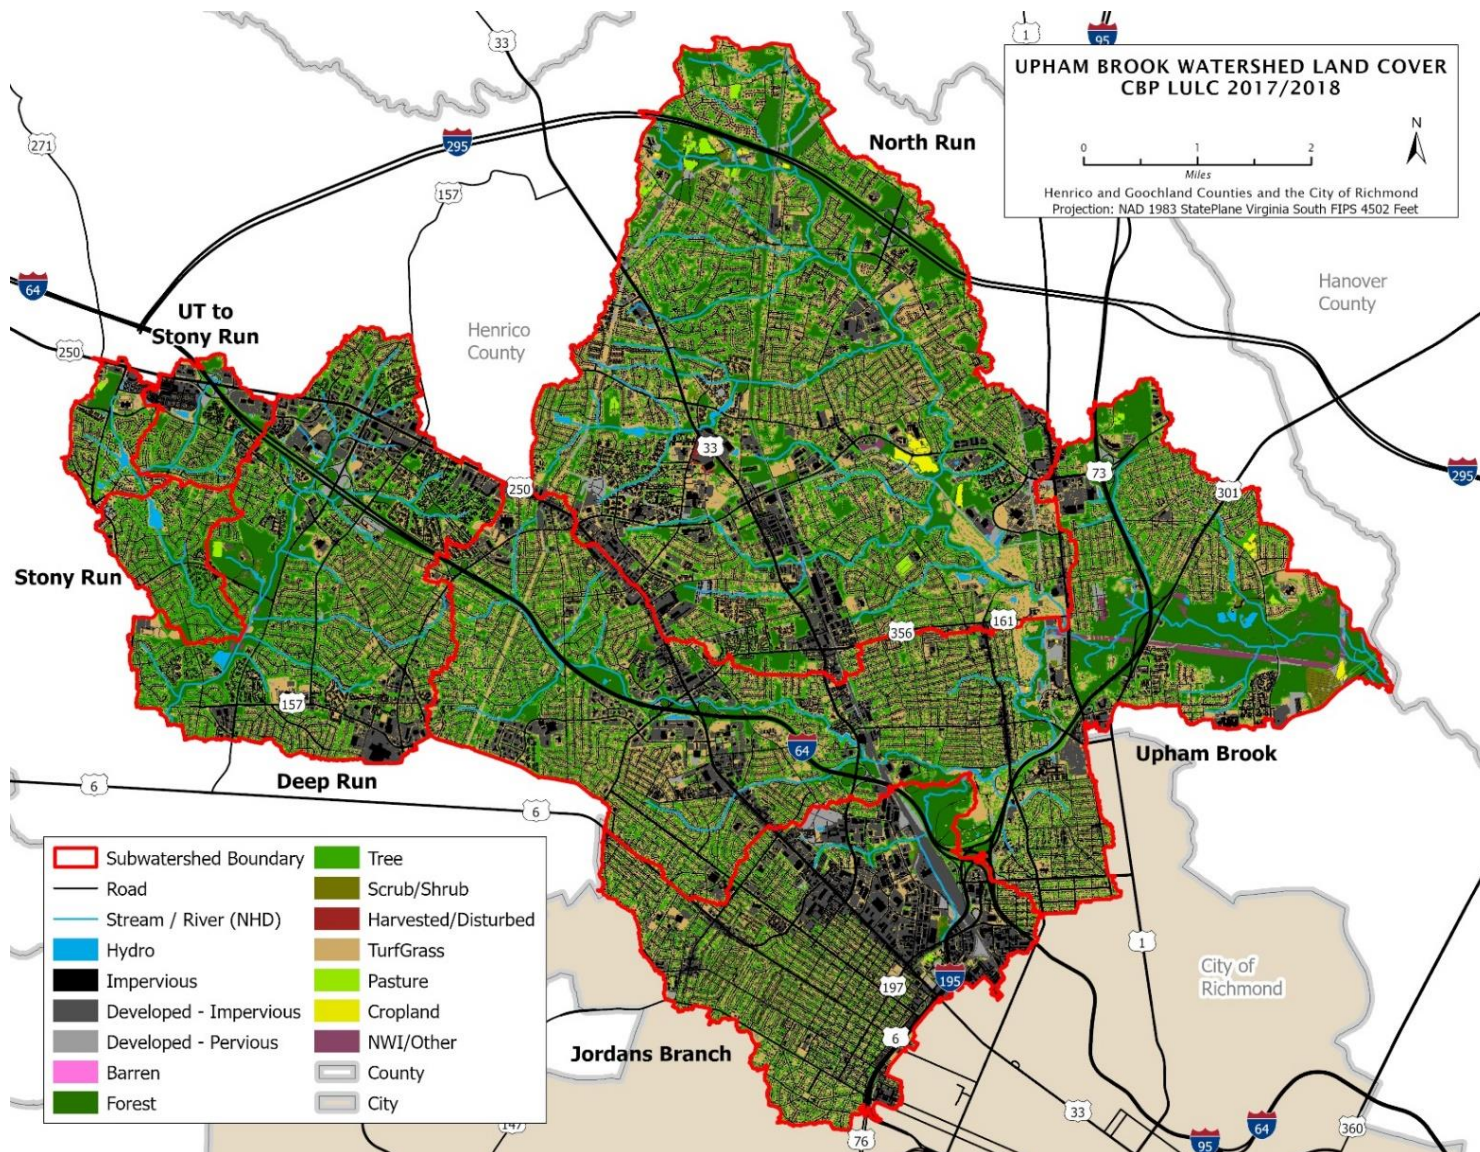 33
1
95
UPHAM BROOK WATERSHED LAND COVER
CBP LULC 2017/2018
N
0
1
2
Miles
Henrico and Goochland Counties and the City of Richmond
Projection: NAD 1983 StatePlane Virginia South FIPS 4502 Feet
271
295
North Run
157
64
UT to
Stony Run
Henrico
County
Hanover
County
250
33
250
73
295
301
Stony Run
161
356
157
64
Upham Brook
Deep Run
6
6
Subwatershed Boundary
Road
Stream / River (NHD)
Hydro
Impervious
Developed - Impervious
Developed - Pervious
Barren
Forest
Tree
Scrub/Shrub
Harvested/Disturbed
TurfGrass
Pasture
Cropland
NWI/Other
County
City
1
City of
Richmond
195
197
6
Jordans Branch
33
64
147
76
95
360